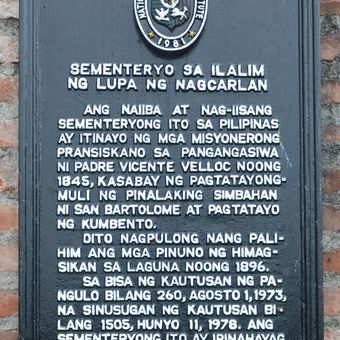 NATI
TUTE
1981
SEMENTERYO SA ILALIM
NG LUPA NG NAGCARLAN
ANG NAIIBA AT NAG-IISANG
SEMENTERYONG ITO SA PILIPINAS
AY ITINAYO NG MGA MISYONERONG
PRANSISKANO SA PANGANGASIWA
NI PADRE VICENTE VELLOC NOONG
1845, KASABAY NG PAGTATAYONG-
MULI NG PINALAKING SIMBAHAN
NI SAN BARTOLOME AT PAGTATAYO
NG KUMBENTO.
DITO NAGPULONG NANG PALI-
HIM ANG MGA PINUNO NG HIMAG-
SIKAN SA LAGUNA NOONG 1896.
SA BISA NG KAUTUSAN NG PA-
NGULO BILANG 260, AGOSTO 1, 1973,
NA SINUSUGAN NG KAUTUSAN BI-
LANG 1505, HUNYO 11, 1978. ANG
SEMENTERYONG ITO AY IPINAHAYAG